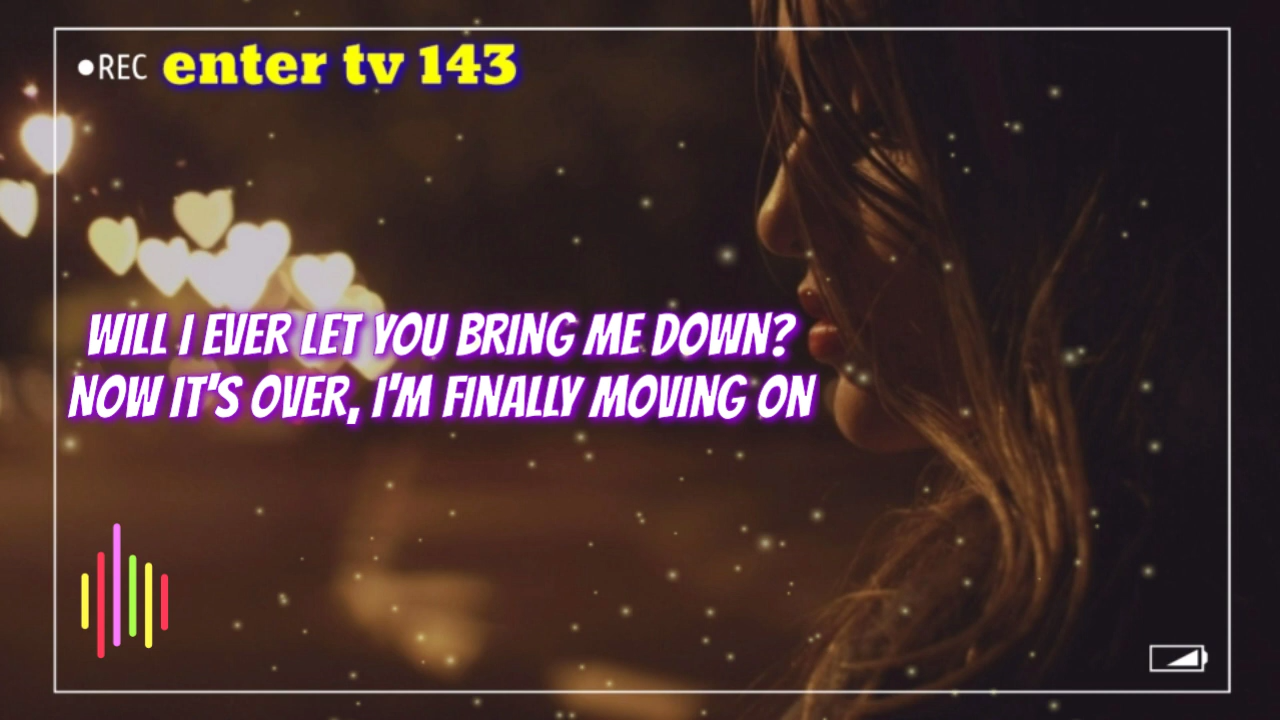 ●REC enter tv 143
WILL I EVER LET YOU BRING ME DOWN?
NOW IT'S OVER, I'M FINALLY MOVING ON